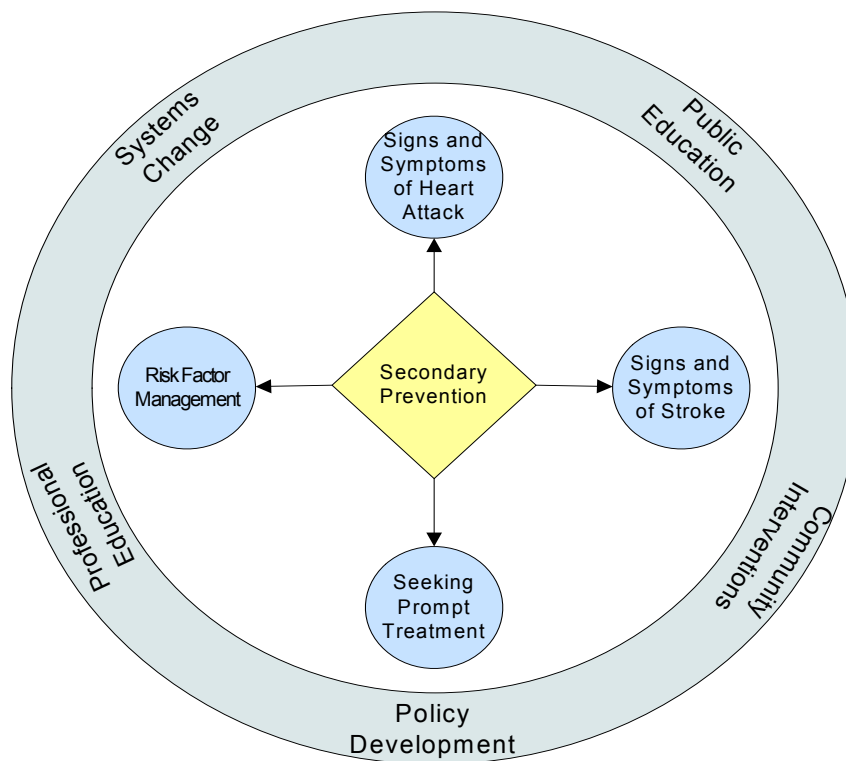 Systems
Change
Public
Education
Signs and
Symptoms
of Heart
Attack
Risk Factor
Management
Secondary
Prevention
Signs and
Symptoms
of Stroke
Professional
Education
Community
Interventions
Seeking
Prompt
Treatment
Policy
Development